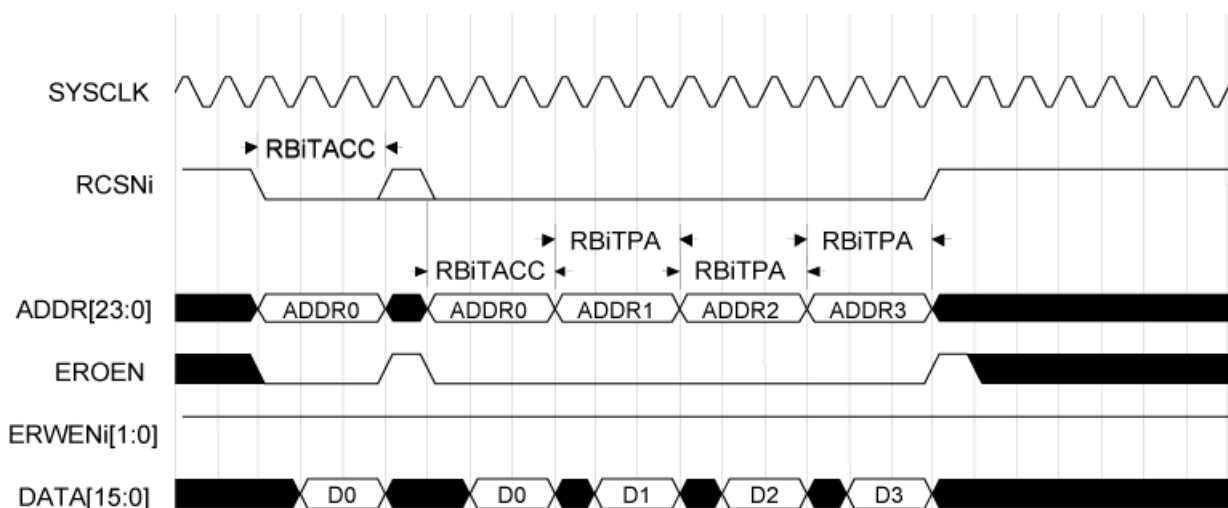 SYSCLK
RBiTACC
RCSNi
RBiTPA RBiTPA
RBiTACC RBiTPA
ADDR[23:0] ADDR0 ADDR0 ADDR1 ADDR2 ADDR3
EROEN
ERWENi[1:0]
DATA[15:0] D0 D0 D1 D2 D3